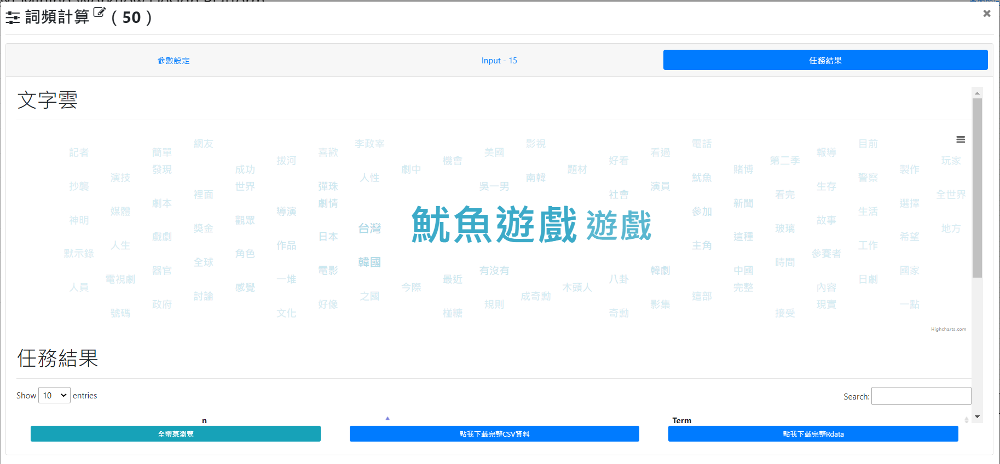 詞頻計算 ( 50 )
參數設定
Input - 15
任務結果
文字雲
網友 李政宰 影視 電話 目前
記者 簡單 喜歡 美國 看過 報導
拔河 機會 好看 第二季 玩家
發現 成功 劇中 題材 賭博 製作
演技 人性 南韓 魷魚 警察
抄襲 世界 彈珠 吳一男 演員 生存
裡面 社會 看完 全世界
劇本 劇情 新聞 選擇
媒體 導演 參加 生活
神明 觀眾 故事
獎金 台灣 魷魚遊戲 遊戲 玻璃 地方
戲劇 日本 這種 希望
人生 作品 主角 工作
默示錄 角色 參賽者
全球 韓國 時間
器官 電影 有沒有 韓劇 中國 國家
電視劇 一堆 最近 八卦 日劇
人員 感覺 今際 木頭人 完整 內容
討論 之國 成奇勳 這部
政府 好像 規則 影集 現實 一點
號碼 文化 椪糖 奇勳 接受
Highcharts.com
任務結果
Show 10 entries
Search:
n Term
全螢幕瀏覽
點我下載完整CSV資料
點我下載完整Rdata